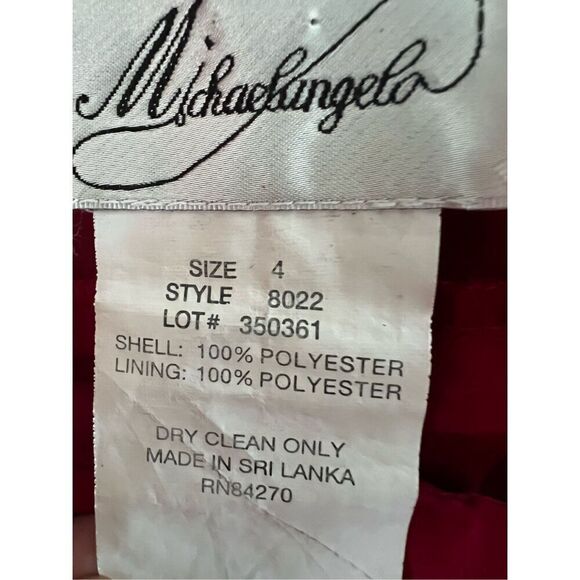 Michaelangelo
SIZE 4
STYLE 8022
LOT# 350361
SHELL: 100% POLYESTER
LINING: 100% POLYESTER
DRY CLEAN ONLY
MADE IN SRI LANKA
RN84270